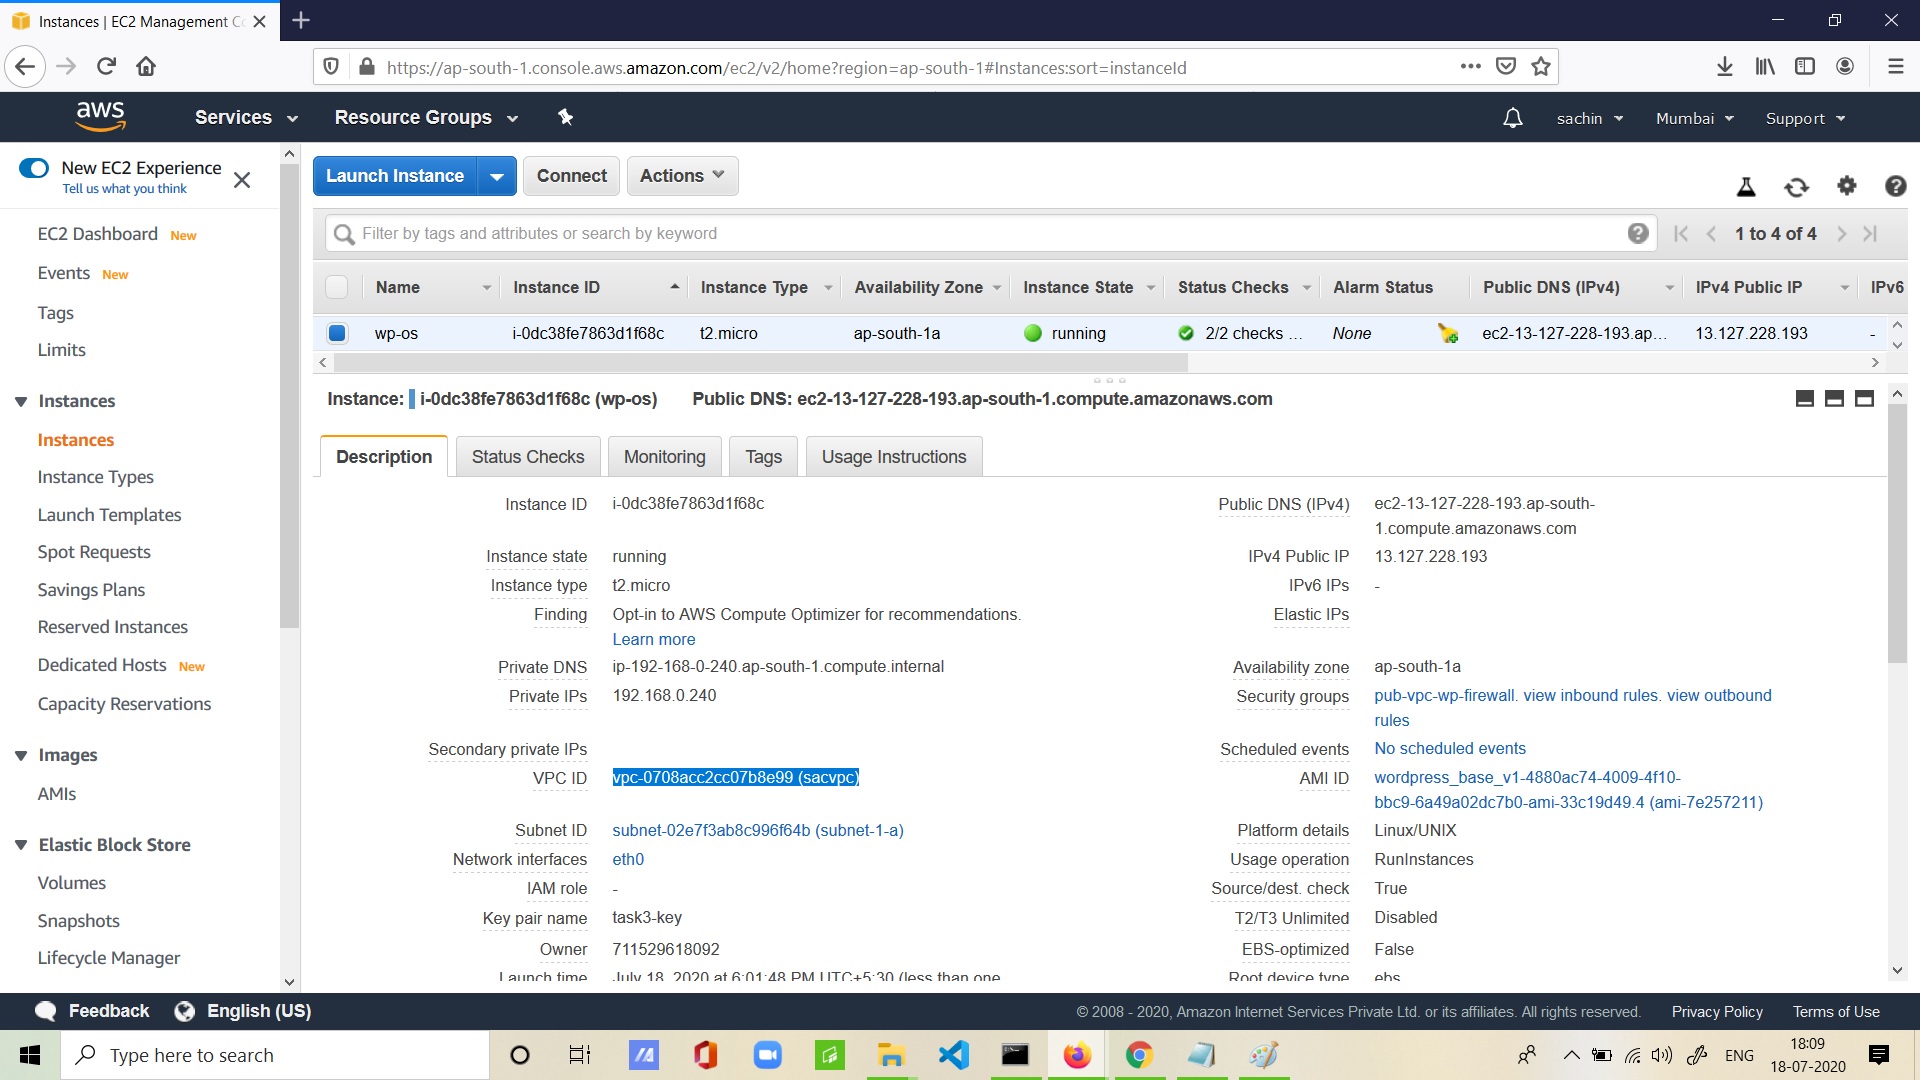 Instances | EC2 Management Co
https://ap-south-1.console.aws.amazon.com/ec2/v2/home?region=ap-south-1#Instances:sort=instanceId
aws
Services
Resource Groups
sachin
Mumbai
Support
New EC2 Experience
Tell us what you think
EC2 Dashboard New
Events New
Tags
Limits
Instances
Instances
Instance Types
Launch Templates
Spot Requests
Savings Plans
Reserved Instances
Dedicated Hosts New
Capacity Reservations
Images
AMIs
Elastic Block Store
Volumes
Snapshots
Lifecycle Manager
Launch Instance
Connect
Actions
Filter by tags and attributes or search by keyword
1 to 4 of 4
Name Instance ID Instance Type Availability Zone Instance State Status Checks Alarm Status Public DNS (IPv4) IPv4 Public IP IPv6
wp-os i-0dc38fe7863d1f68c t2.micro ap-south-1a running 2/2 checks ... None ec2-13-127-228-193.ap... 13.127.228.193 -
Instance: i-0dc38fe7863d1f68c (wp-os) Public DNS: ec2-13-127-228-193.ap-south-1.compute.amazonaws.com
Description
Status Checks
Monitoring
Tags
Usage Instructions
Instance ID i-0dc38fe7863d1f68c
Instance state running
Instance type t2.micro
Finding Opt-in to AWS Compute Optimizer for recommendations.
Learn more
Private DNS ip-192-168-0-240.ap-south-1.compute.internal
Private IPs 192.168.0.240
Secondary private IPs
VPC ID vpc-0708acc2cc07b8e99 (sacvpc)
Subnet ID subnet-02e7f3ab8c996f64b (subnet-1-a)
Network interfaces eth0
IAM role -
Key pair name task3-key
Owner 711529618092
Launch time July 18, 2020 at 6:01:48 PM UTC+5:30 (less than one
Public DNS (IPv4) ec2-13-127-228-193.ap-south-
1.compute.amazonaws.com
IPv4 Public IP 13.127.228.193
IPv6 IPs -
Elastic IPs
Availability zone ap-south-1a
Security groups pub-vpc-wp-firewall. view inbound rules. view outbound
rules
Scheduled events No scheduled events
AMI ID wordpress_base_v1-4880ac74-4009-4f10-
bbc9-6a49a02dc7b0-ami-33c19d49.4 (ami-7e257211)
Platform details Linux/UNIX
Usage operation RunInstances
Source/dest. check True
T2/T3 Unlimited Disabled
EBS-optimized False
Root device type ebs
Feedback
English (US)
© 2008 - 2020, Amazon Internet Services Private Ltd. or its affiliates. All rights reserved.
Privacy Policy
Terms of Use
Type here to search
ENG
18:09
18-07-2020